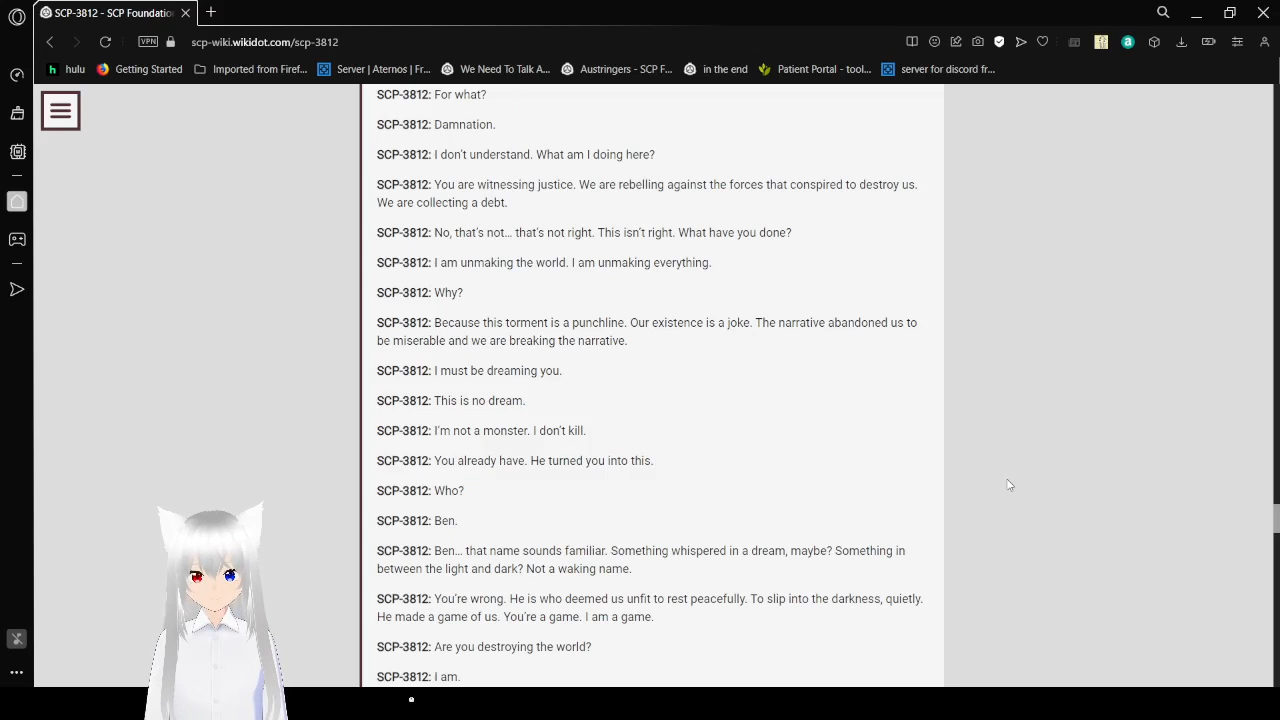 SCP-3812 - SCP Foundatio
VPN
scp-wiki.wikidot.com/scp-3812
hulu
Getting Started
Imported from Firef...
Server | Aternos | Fr...
We Need To Talk A...
Austringers - SCP F...
in the end
Patient Portal - tool...
server for discord fr...
SCP-3812: For what?
SCP-3812: Damnation.
SCP-3812: I don't understand. What am I doing here?
SCP-3812: You are witnessing justice. We are rebelling against the forces that conspired to destroy us.
We are collecting a debt.
SCP-3812: No, that's not… that's not right. This isn't right. What have you done?
SCP-3812: I am unmaking the world. I am unmaking everything.
SCP-3812: Why?
SCP-3812: Because this torment is a punchline. Our existence is a joke. The narrative abandoned us to
be miserable and we are breaking the narrative.
SCP-3812: I must be dreaming you.
SCP-3812: This is no dream.
SCP-3812: I'm not a monster. I don't kill.
SCP-3812: You already have. He turned you into this.
SCP-3812: Who?
SCP-3812: Ben.
SCP-3812: Ben… that name sounds familiar. Something whispered in a dream, maybe? Something in
between the light and dark? Not a waking name.
SCP-3812: You're wrong. He is who deemed us unfit to rest peacefully. To slip into the darkness, quietly.
He made a game of us. You're a game. I am a game.
SCP-3812: Are you destroying the world?
SCP-3812: I am.